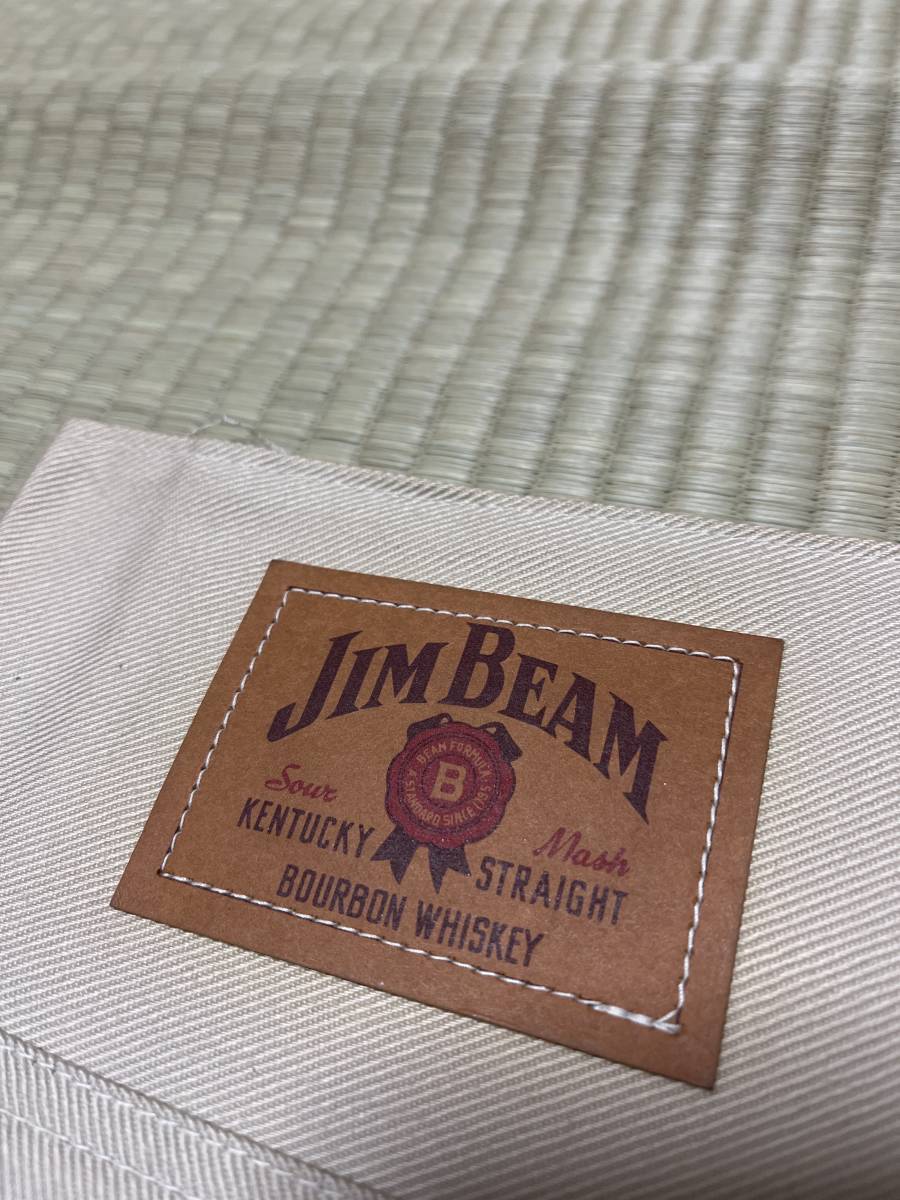 JIM BEAM
BEAM FORMULA
B
A STANDARD SINCE 1795
Sour Mash
KENTUCKY STRAIGHT
BOURBON WHISKEY